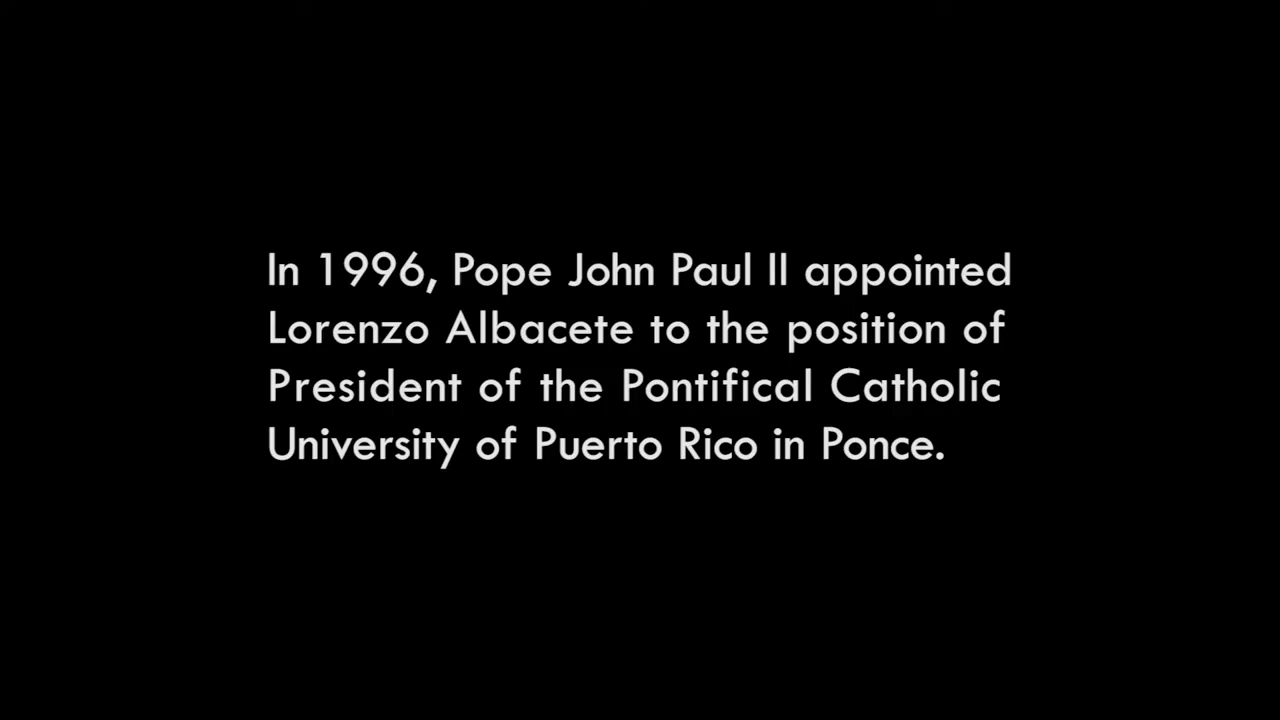 In 1996, Pope John Paul II appointed
Lorenzo Albacete to the position of
President of the Pontifical Catholic
University of Puerto Rico in Ponce.